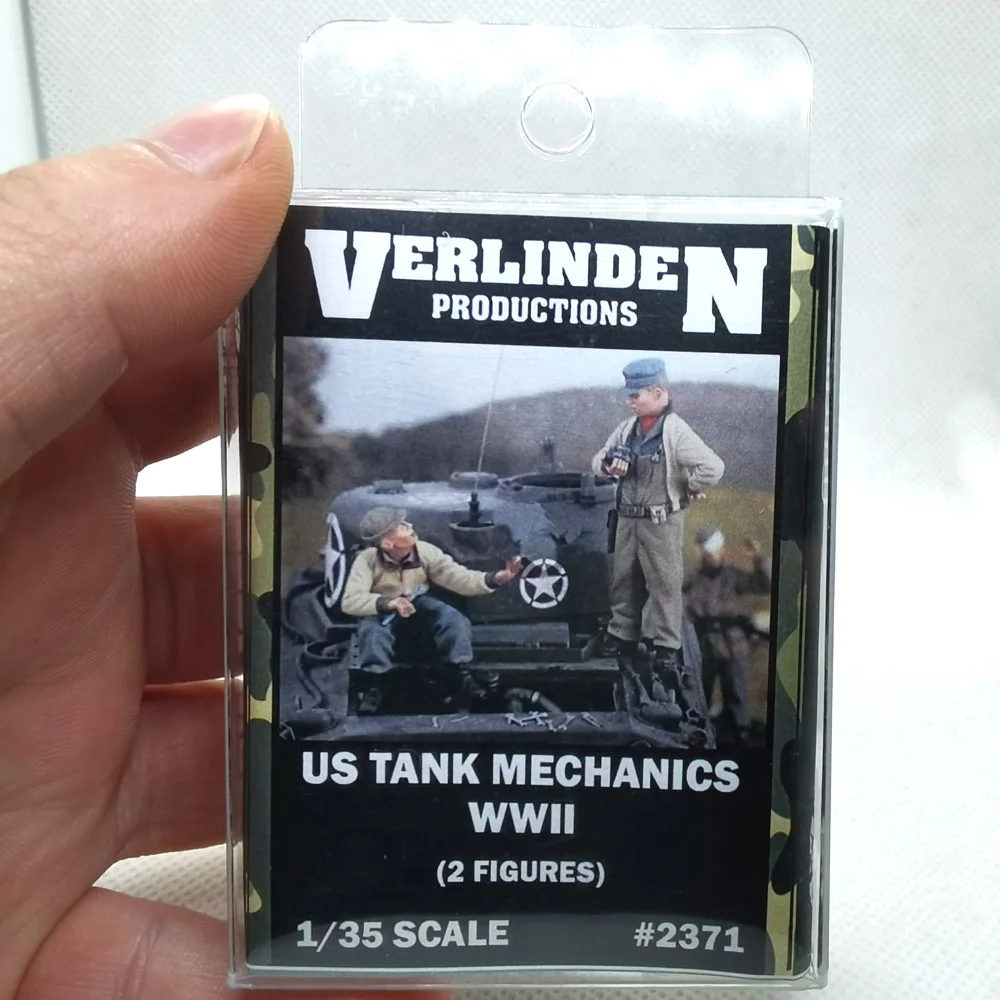 VERLINDEN
PRODUCTIONS
US TANK MECHANICS
WWII
(2 FIGURES)
1/35 SCALE #2371